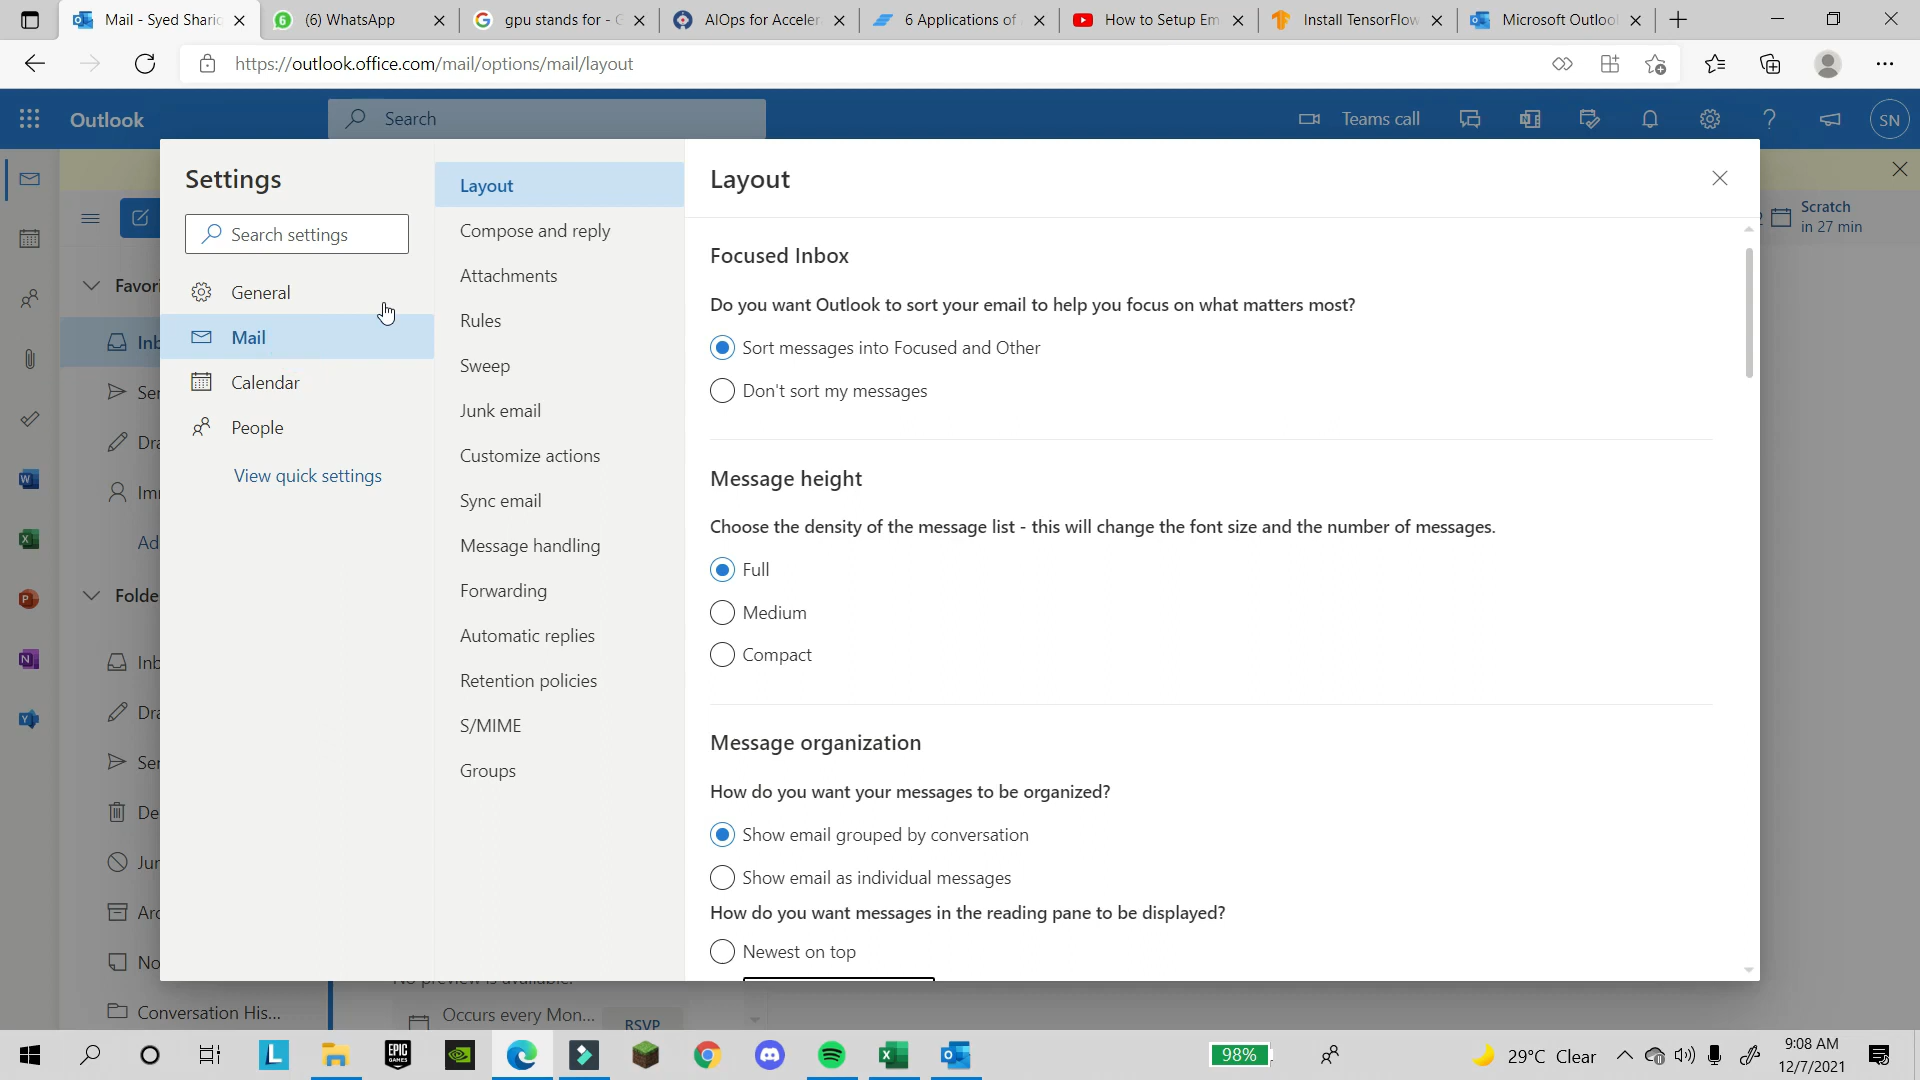 Mail - Syed Shari
(6) WhatsApp
gpu stands for - G
AIOps for Acceler
6 Applications of
How to Setup Em
Install TensorFlow
Microsoft Outloo
https://outlook.office.com/mail/options/mail/layout
Outlook
Search
Teams call
SN
Settings
Search settings
General
Mail
Calendar
People
View quick settings
Layout
Compose and reply
Attachments
Rules
Sweep
Junk email
Customize actions
Sync email
Message handling
Forwarding
Automatic replies
Retention policies
S/MIME
Groups
Layout
Focused Inbox
Do you want Outlook to sort your email to help you focus on what matters most?
Sort messages into Focused and Other
Don't sort my messages
Message height
Choose the density of the message list - this will change the font size and the number of messages.
Full
Medium
Compact
Message organization
How do you want your messages to be organized?
Show email grouped by conversation
Show email as individual messages
How do you want messages in the reading pane to be displayed?
Newest on top
Scratch
in 27 min
Favori
Inb
Ser
Dra
Imr
Ad
Folde
Inb
Dra
Ser
De
Jur
Arc
No
Conversation His...
No preview is available.
Occurs every Mon...
RSVP
EPIC
GAMES
98%
29°C Clear
9:08 AM
12/7/2021